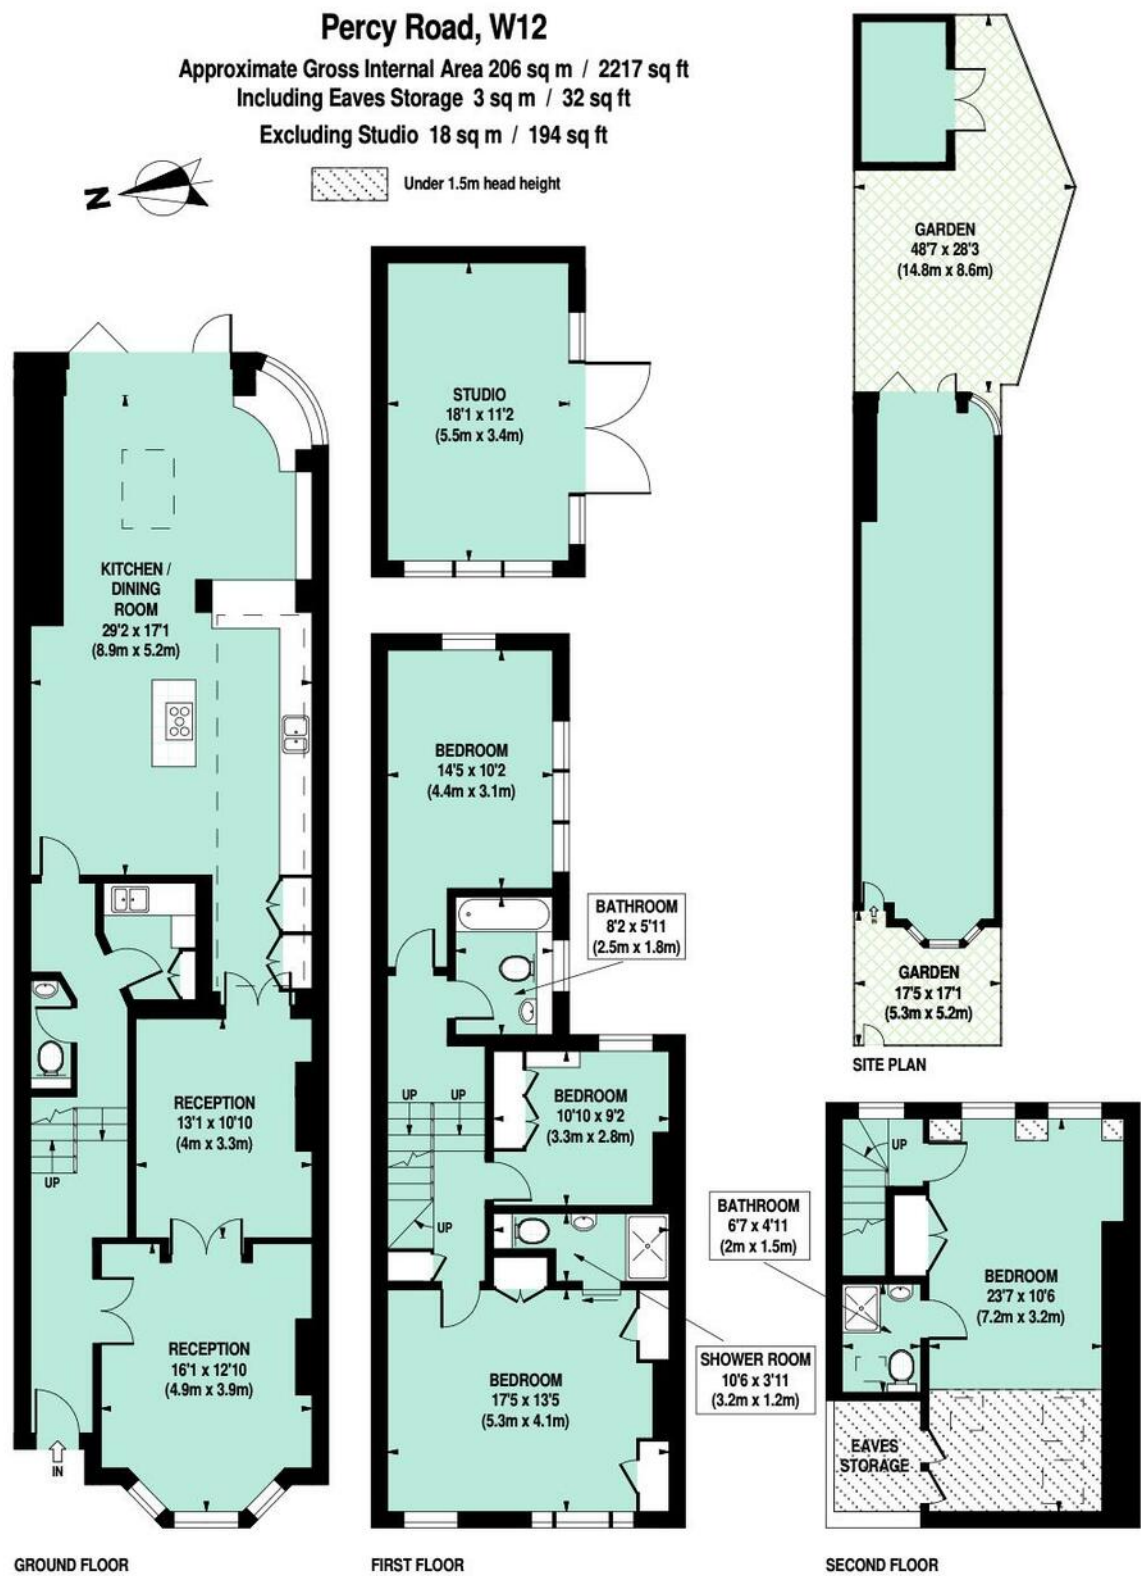 Percy Road, W12
Approximate Gross Internal Area 206 sq m / 2217 sq ft
Including Eaves Storage 3 sq m / 32 sq ft
Excluding Studio 18 sq m / 194 sq ft
N
Under 1.5m head height
KITCHEN /
DINING
ROOM
29'2 x 17'1
(8.9m x 5.2m)
RECEPTION
13'1 x 10'10
(4m x 3.3m)
UP
RECEPTION
16'1 x 12'10
(4.9m x 3.9m)
IN
GROUND FLOOR
STUDIO
18'1 x 11'2
(5.5m x 3.4m)
BEDROOM
14'5 x 10'2
(4.4m x 3.1m)
BATHROOM
8'2 x 5'11
(2.5m x 1.8m)
UP
UP
BEDROOM
10'10 x 9'2
(3.3m x 2.8m)
UP
SHOWER ROOM
10'6 x 3'11
(3.2m x 1.2m)
BEDROOM
17'5 x 13'5
(5.3m x 4.1m)
FIRST FLOOR
GARDEN
48'7 x 28'3
(14.8m x 8.6m)
IN
GARDEN
17'5 x 17'1
(5.3m x 5.2m)
SITE PLAN
UP
BATHROOM
6'7 x 4'11
(2m x 1.5m)
BEDROOM
23'7 x 10'6
(7.2m x 3.2m)
EAVES
STORAGE
SECOND FLOOR